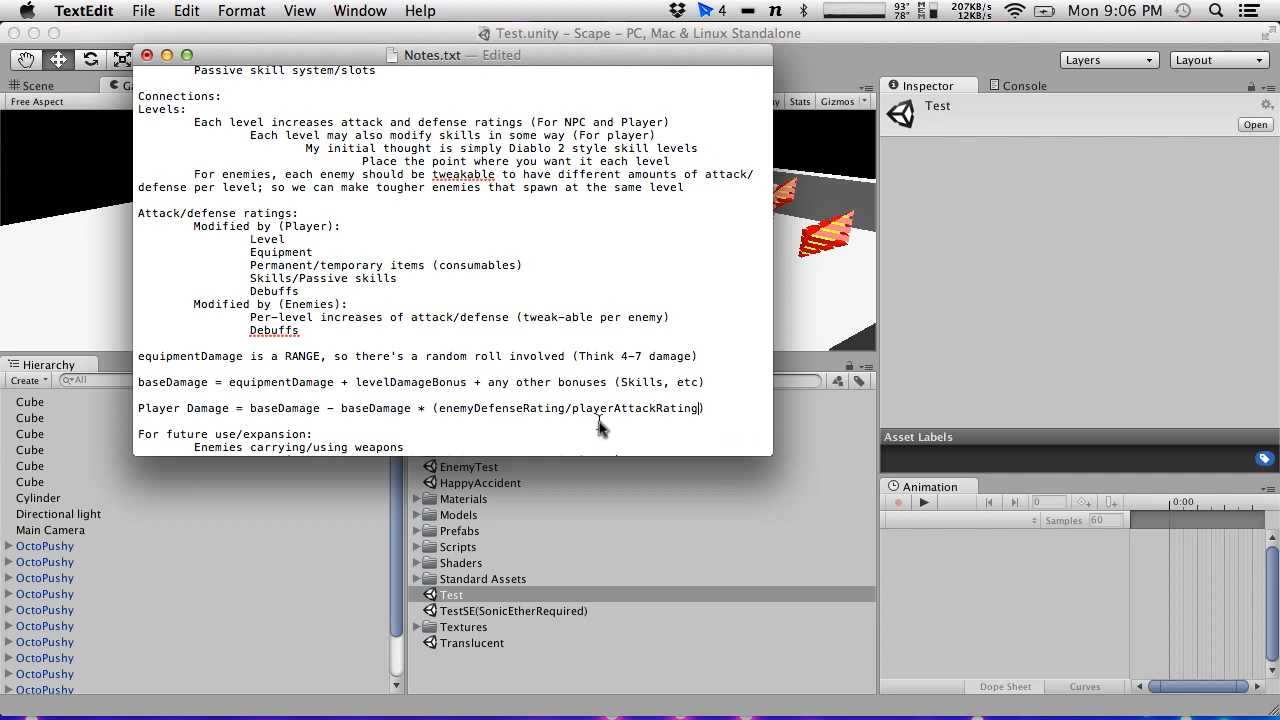 TextEdit File Edit Format View Window Help 4 93° 78° 207KB/s 12KB/s Mon 9:06 PM
Test.unity - Scape - PC, Mac & Linux Standalone
Layers Layout
Notes.txt — Edited
Scene
Free Aspect
Stats Gizmos
Passive skill system/slots
Connections:
Levels:
Ech level increases attack and defense ratings (For NPC and Player)
Each level may also modify skills in some way (For player)
My initial thought is simply Diablo 2 style skill levels
Place the point where you want it each level
For enemies, each enemy should be tweakable to have different amounts of attack/
defense per level; so we can make tougher enemies that spawn at the same level
Attack/defense ratings:
Modified by (Player):
Level
Equipment
Permanent/temporary items (consumables)
Skills/Passive skills
Debuffs
Modified by (Enemies):
Per-level increases of attack/defense (tweak-able per enemy)
Debuffs
equipmentDamage is a RANGE, so there's a random roll involved (Think 4-7 damage)
baseDamage = equipmentDamage + levelDamageBonus + any other bonuses (Skills, etc)
Player Damage = baseDamage - baseDamage * (enemyDefenseRating/playerAttackRating)
For future use/expansion:
Enemies carrying/using weapons
Inspector Console
Test
Open
Hierarchy
Create All
Cube
Cube
Cube
Cube
Cube
Cube
Cylinder
Directional light
Main Camera
OctoPushy
OctoPushy
OctoPushy
OctoPushy
OctoPushy
OctoPushy
OctoPushy
OctoPushy
OctoPushy
OctoPushy
EnemyTest
HappyAccident
Materials
Models
Prefabs
Scripts
Shaders
Standard Assets
Test
TestSE(SonicEtherRequired)
Textures
Translucent
Asset Labels
Animation
0 0:00
Samples 60
Dope Sheet Curves